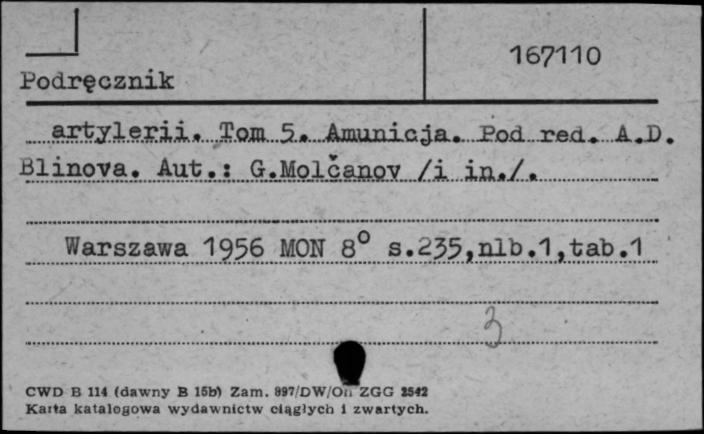 167110
Podręcznik
artylerii. Tom 5. Amunicja. Pod red. A.D.
Blinova. Aut.: G.Molčanov /i in./.
Warszawa 1956 MON 8° s.235,nlb.1,tab.1
3
CWD B 114 (dawny B 15b) Zam. 897/DW/On ZGG 2542
Karta katalogowa wydawnictw ciągłych i zwartych.